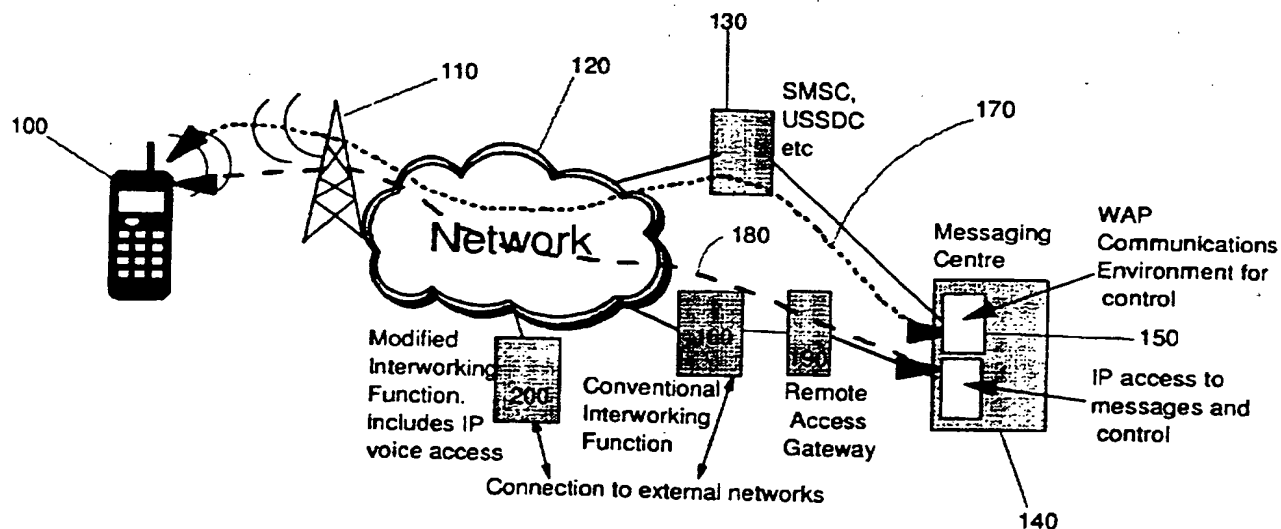 130
110
120
SMSC,
USSDC
etc
170
100
Network
180
Messaging
Centre
WAP
Communications
Environment for
control
150
Modified
Interworking
Function.
Includes IP
voice access
200
160
Conventional
Interworking
Function
190
Remote
Access
Gateway
IP access to
messages and
control
Connection to external networks
140